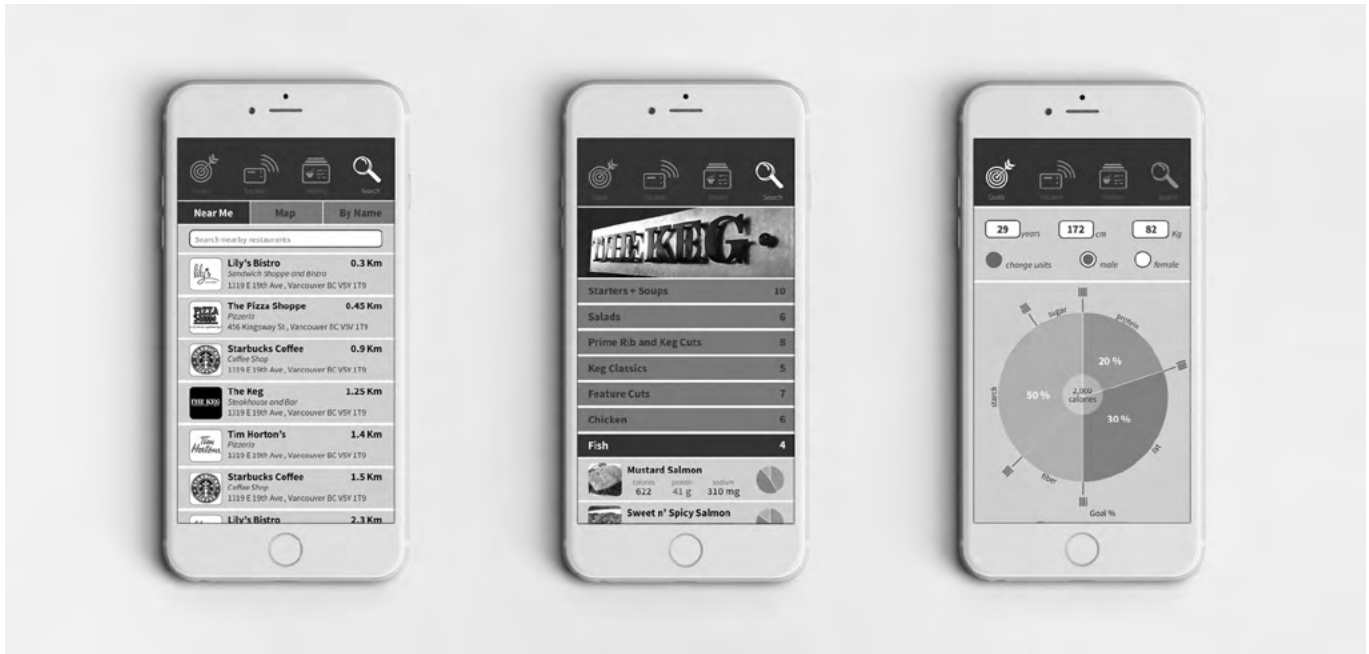 Search
Near Me Map By Name
Search nearby restaurants
Lily's Bistro 0.3 Km
Sandwich Shoppe and Bistro
1319 E 19th Ave, Vancouver BC V5V 1T9
The Pizza Shoppe 0.45 Km
Pizzeria
456 Kingsway St, Vancouver BC V5V 1T9
Starbucks Coffee 0.9 Km
Coffee Shop
1319 E 19th Ave, Vancouver BC V5V 1T9
THE KEG
The Keg 1.25 Km
Steakhouse and Bar
1319 E 19th Ave, Vancouver BC V5V 1T9
Tim Hortons
Tim Horton's 1.4 Km
Pizzeria
1319 E 19th Ave, Vancouver BC V5V 1T9
Starbucks Coffee 1.5 Km
Coffee Shop
1319 E 19th Ave, Vancouver BC V5V 1T9
Lily's Bistro 2.3 Km
Search
THE KEG
Starters + Soups 10
Salads 6
Prime Rib and Keg Cuts 8
Keg Classics 5
Feature Cuts 7
Chicken 6
Fish 4
Mustard Salmon
calories protein sodium
622 41 g 310 mg
Sweet n' Spicy Salmon
Goals
29 years 172 cm 82 Kg
change units male female
sugar protein
20 %
2,000
calories
50 %
30 %
starch
fiber fat
Goal %